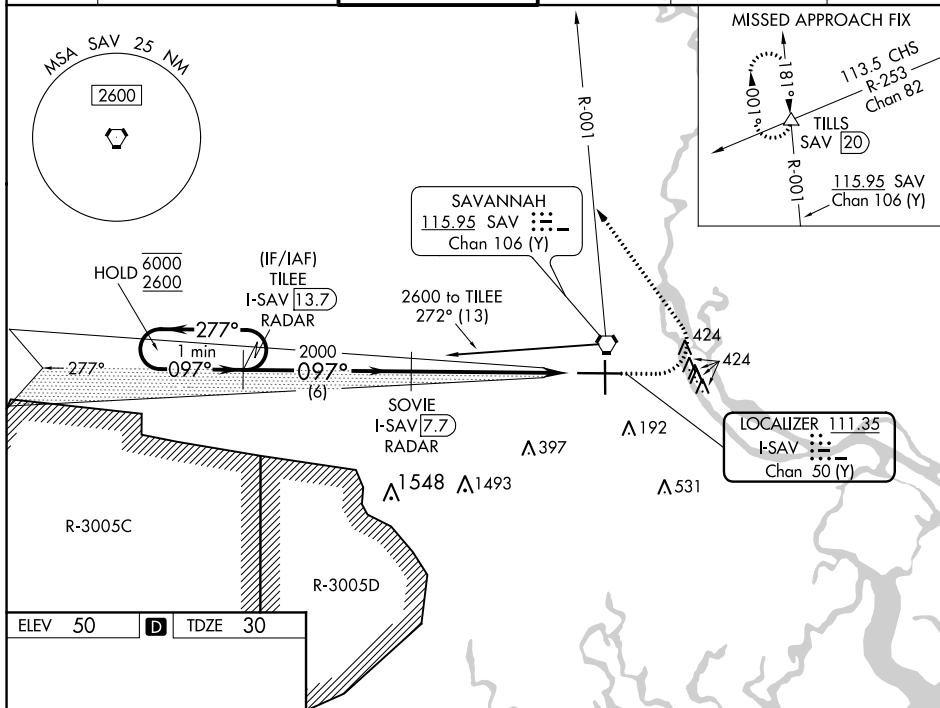 MSA SAV 25 NM
2600
HOLD
6000
2600
(IF/IAF)
TILEE
I-SAV 13.7
RADAR
277°
1 min
097°
277°
2000
097°
(6)
SOVIE
I-SAV 7.7
RADAR
2600 to TILEE
272° (13)
SAVANNAH
115.95 SAV
Chan 106 (Y)
R-001
424
424
192
397
1548
1493
531
LOCALIZER 111.35
I-SAV
Chan 50 (Y)
R-3005C
R-3005D
MISSED APPROACH FIX
181°
001°
113.5 CHS
R-253
Chan 82
TILLS
SAV 20
R-001
115.95 SAV
Chan 106 (Y)
ELEV 50 D TDZE 30